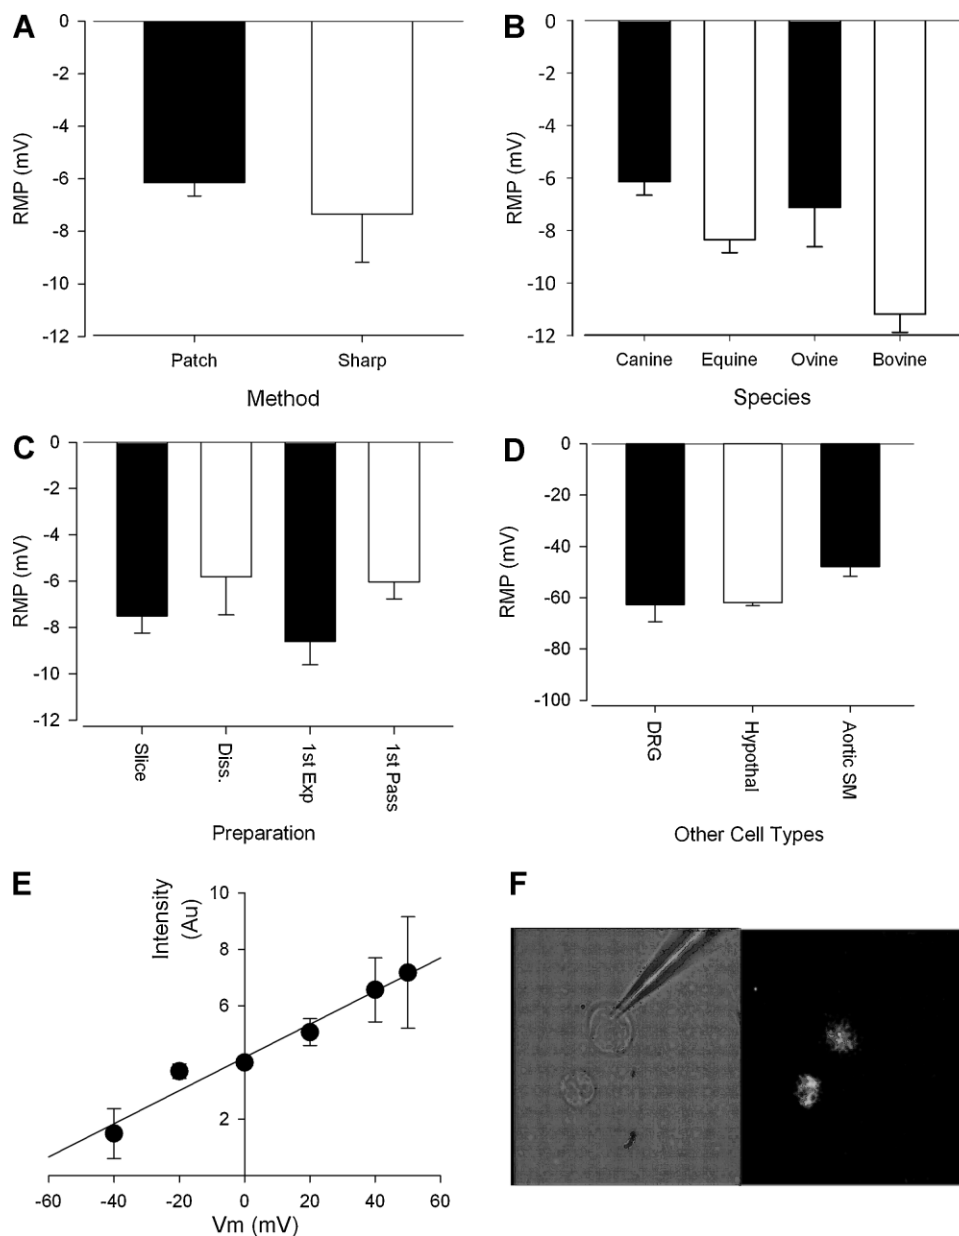 A
0
-2
-4
-6
-8
-10
-12
RMP (mV)
Patch
Sharp
Method
B
0
-2
-4
-6
-8
-10
-12
RMP (mV)
Canine
Equine
Ovine
Bovine
Species
C
0
-2
-4
-6
-8
-10
-12
RMP (mV)
Slice
Diss.
1st Exp
1st Pass
Preparation
D
0
-20
-40
-60
-80
-100
RMP (mV)
DRG
Hypothal
Aortic SM
Other Cell Types
E
Intensity
(Au)
10
8
6
2
-60
-40
-20
0
20
40
60
Vm (mV)
F